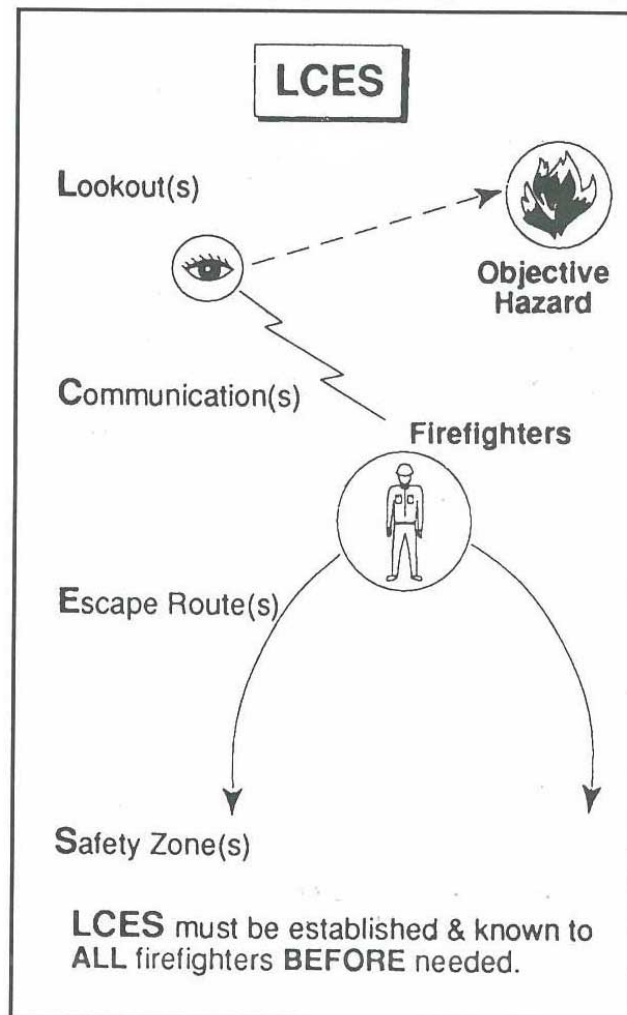 LCES
Lookout(s)
Objective
Hazard
Communication(s)
Firefighters
Escape Route(s)
Safety Zone(s)
LCES must be established & known to
ALL firefighters BEFORE needed.